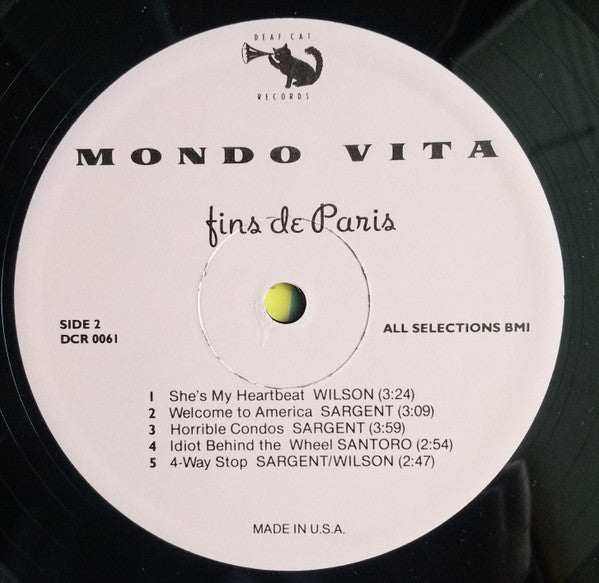 DEAF CAT
RECORDS
MONDO VITA
fins de Paris
SIDE 2
DCR 0061
ALL SELECTIONS BMI
1 She's My Heartbeat WILSON (3:24)
2 Welcome to America SARGENT (3:09)
3 Horrible Condos SARGENT (3:59)
4 Idiot Behind the Wheel SANTORO (2:54)
5 4-Way Stop SARGENT/WILSON (2:47)
MADE IN U.S.A.